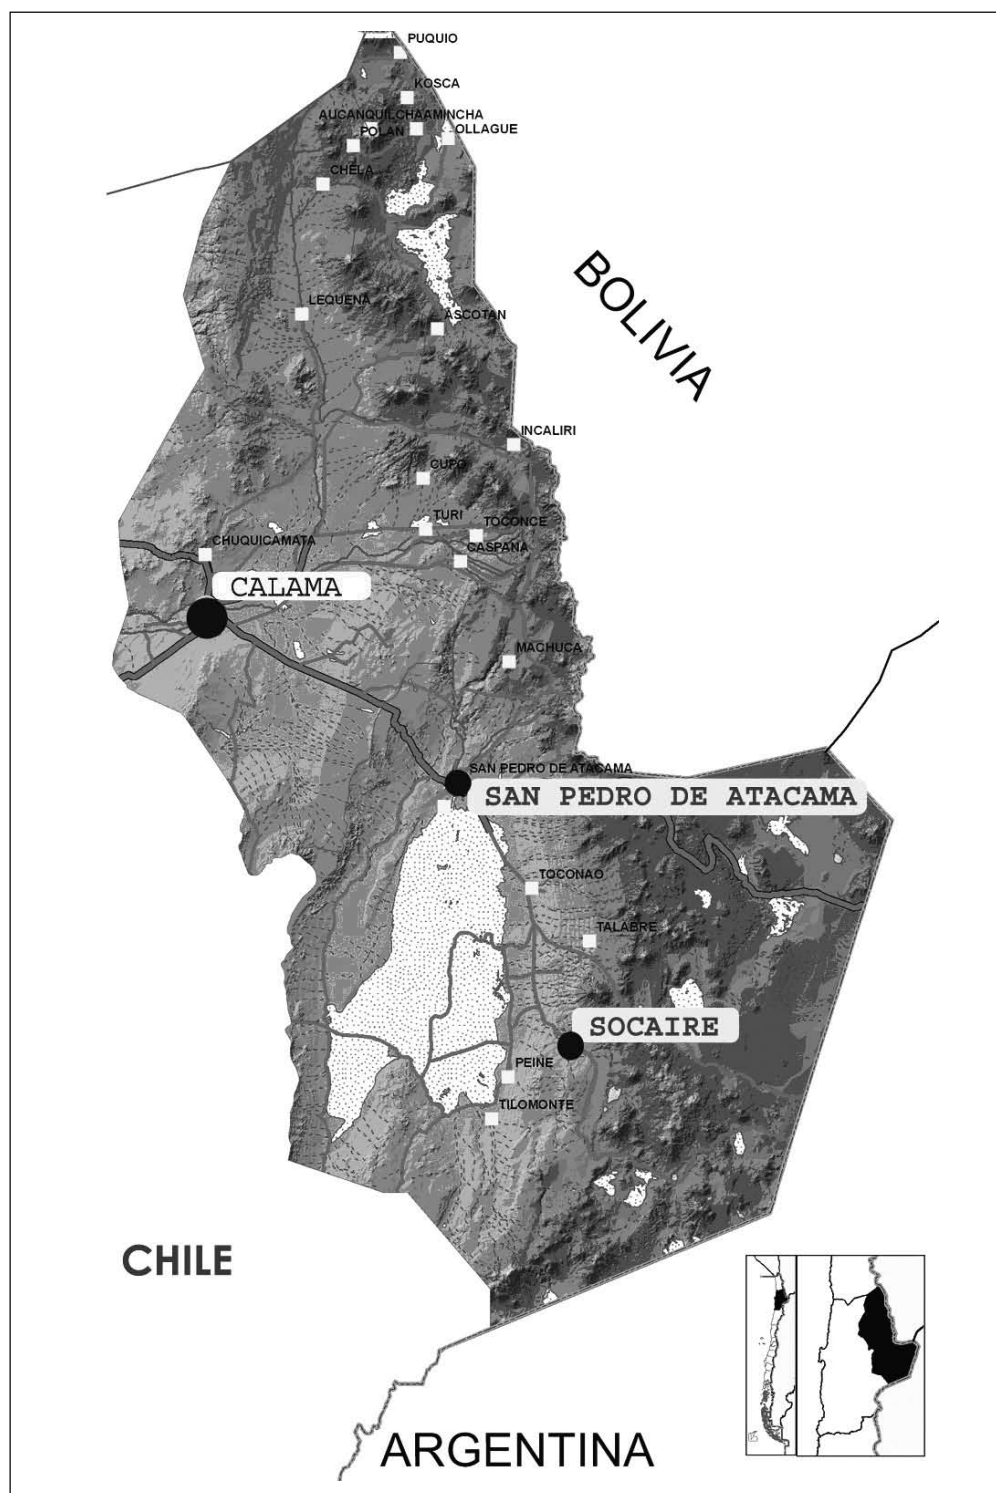 PUQUIO
KOSCA
AUCANQUILCHA AMINCHA
POLAN
OLLAGUE
CHELA
BOLIVIA
LEQUENA
ASCOTAN
INCALIRI
CUPO
TURI
TOCONCE
CHUQUICAMATA
CASPANA
CALAMA
MACHUCA
SAN PEDRO DE ATACAMA
SAN PEDRO DE ATACAMA
TOCONAO
TALABRE
SOCAIRE
PEINE
TILOMONTE
CHILE
ARGENTINA